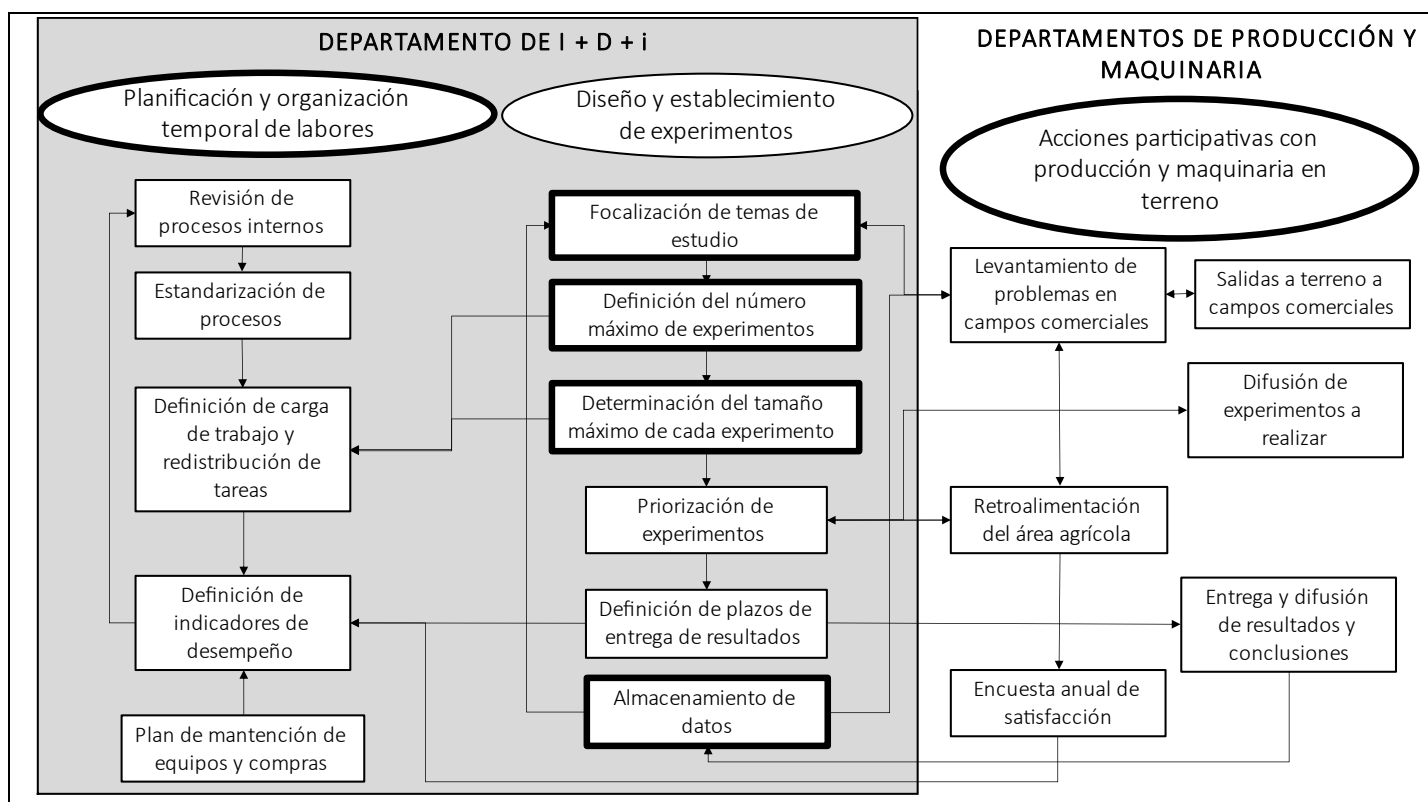 DEPARTAMENTO DE I + D + i
DEPARTAMENTOS DE PRODUCCIÓN Y
MAQUINARIA
Planificación y organización
temporal de labores
Diseño y establecimiento
de experimentos
Acciones participativas con
producción y maquinaria en
terreno
Revisión de
procesos internos
Estandarización de
procesos
Definición de carga
de trabajo y
redistribución de
tareas
Definición de
indicadores de
desempeño
Plan de mantención de
equipos y compras
Focalización de temas de
estudio
Definición del número
máximo de experimentos
Determinación del tamaño
máximo de cada experimento
Priorización de
experimentos
Definición de plazos de
entrega de resultados
Almacenamiento de
datos
Levantamiento de
problemas en
campos comerciales
Salidas a terreno a
campos comerciales
Difusión de
experimentos a
realizar
Retroalimentación
del área agrícola
Entrega y difusión
de resultados y
conclusiones
Encuesta anual de
satisfacción